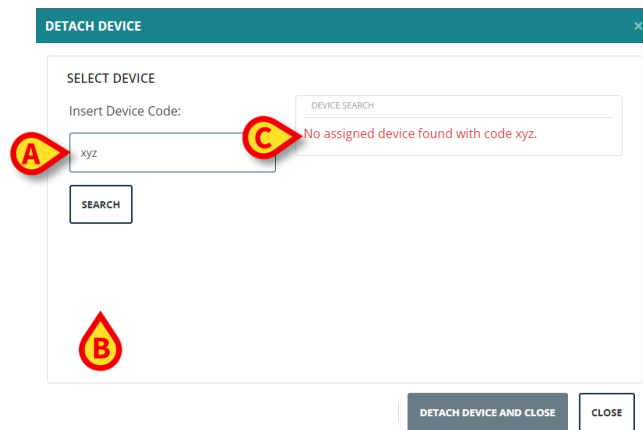 DETACH DEVICE ×
SELECT DEVICE
Insert Device Code:
DEVICE SEARCH
A
xyz
C
No assigned device found with code xyz.
SEARCH
B
DETACH DEVICE AND CLOSE
CLOSE